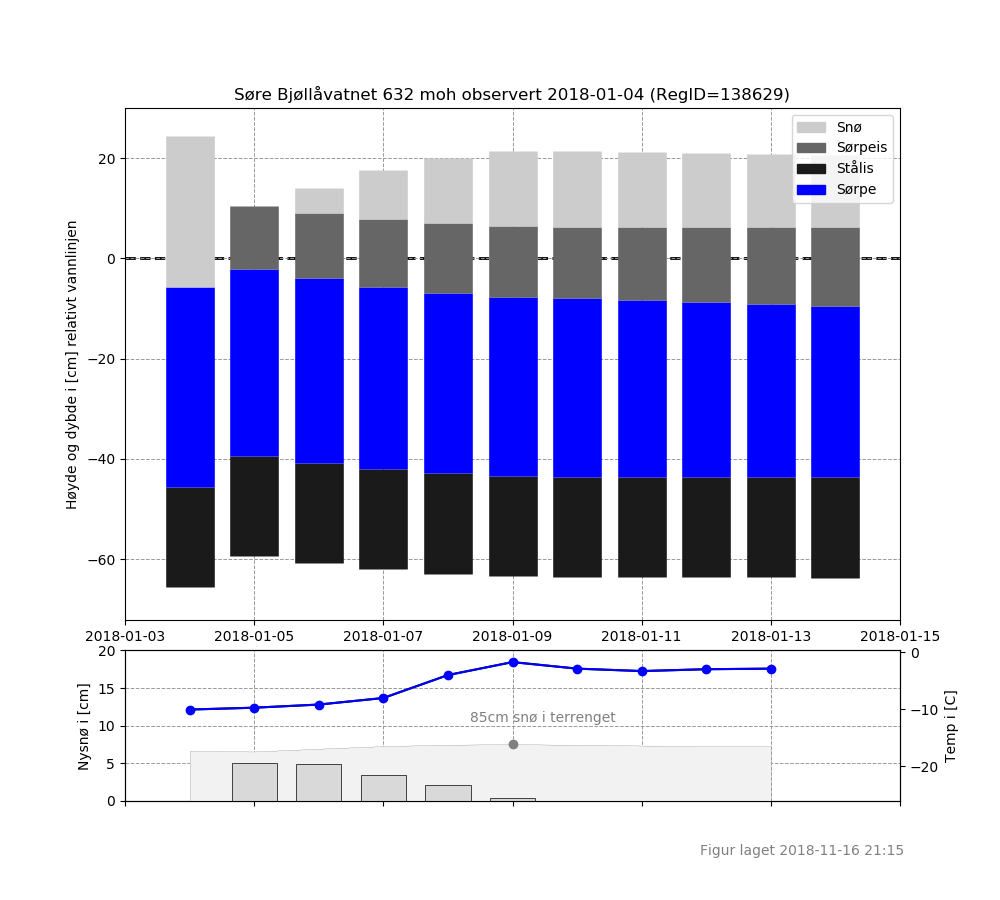 Søre Bjøllåvatnet 632 moh observert 2018-01-04 (RegID=138629)
Snø
Sørpeis
Stålis
Sørpe
Høyde og dybde i [cm] relativt vannlinjen
20
0
−20
−40
−60
2018-01-03 2018-01-05 2018-01-07 2018-01-09 2018-01-11 2018-01-13 2018-01-15
Nysnø i [cm]
20
15
10
5
0
85cm snø i terrenget
0
−10
−20
Temp i [C]
Figur laget 2018-11-16 21:15